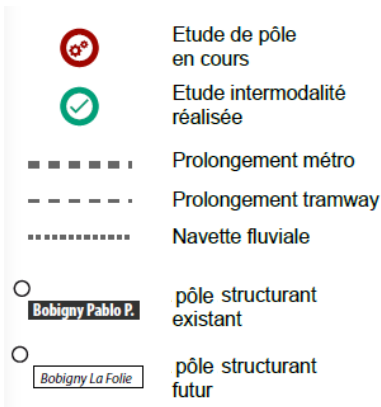 Etude de pôle
en cours
Etude intermodalité
réalisée
Prolongement métro
Prolongement tramway
Navette fluviale
Bobigny Pablo P.
pôle structurant
existant
Bobigny La Folie
pôle structurant
futur